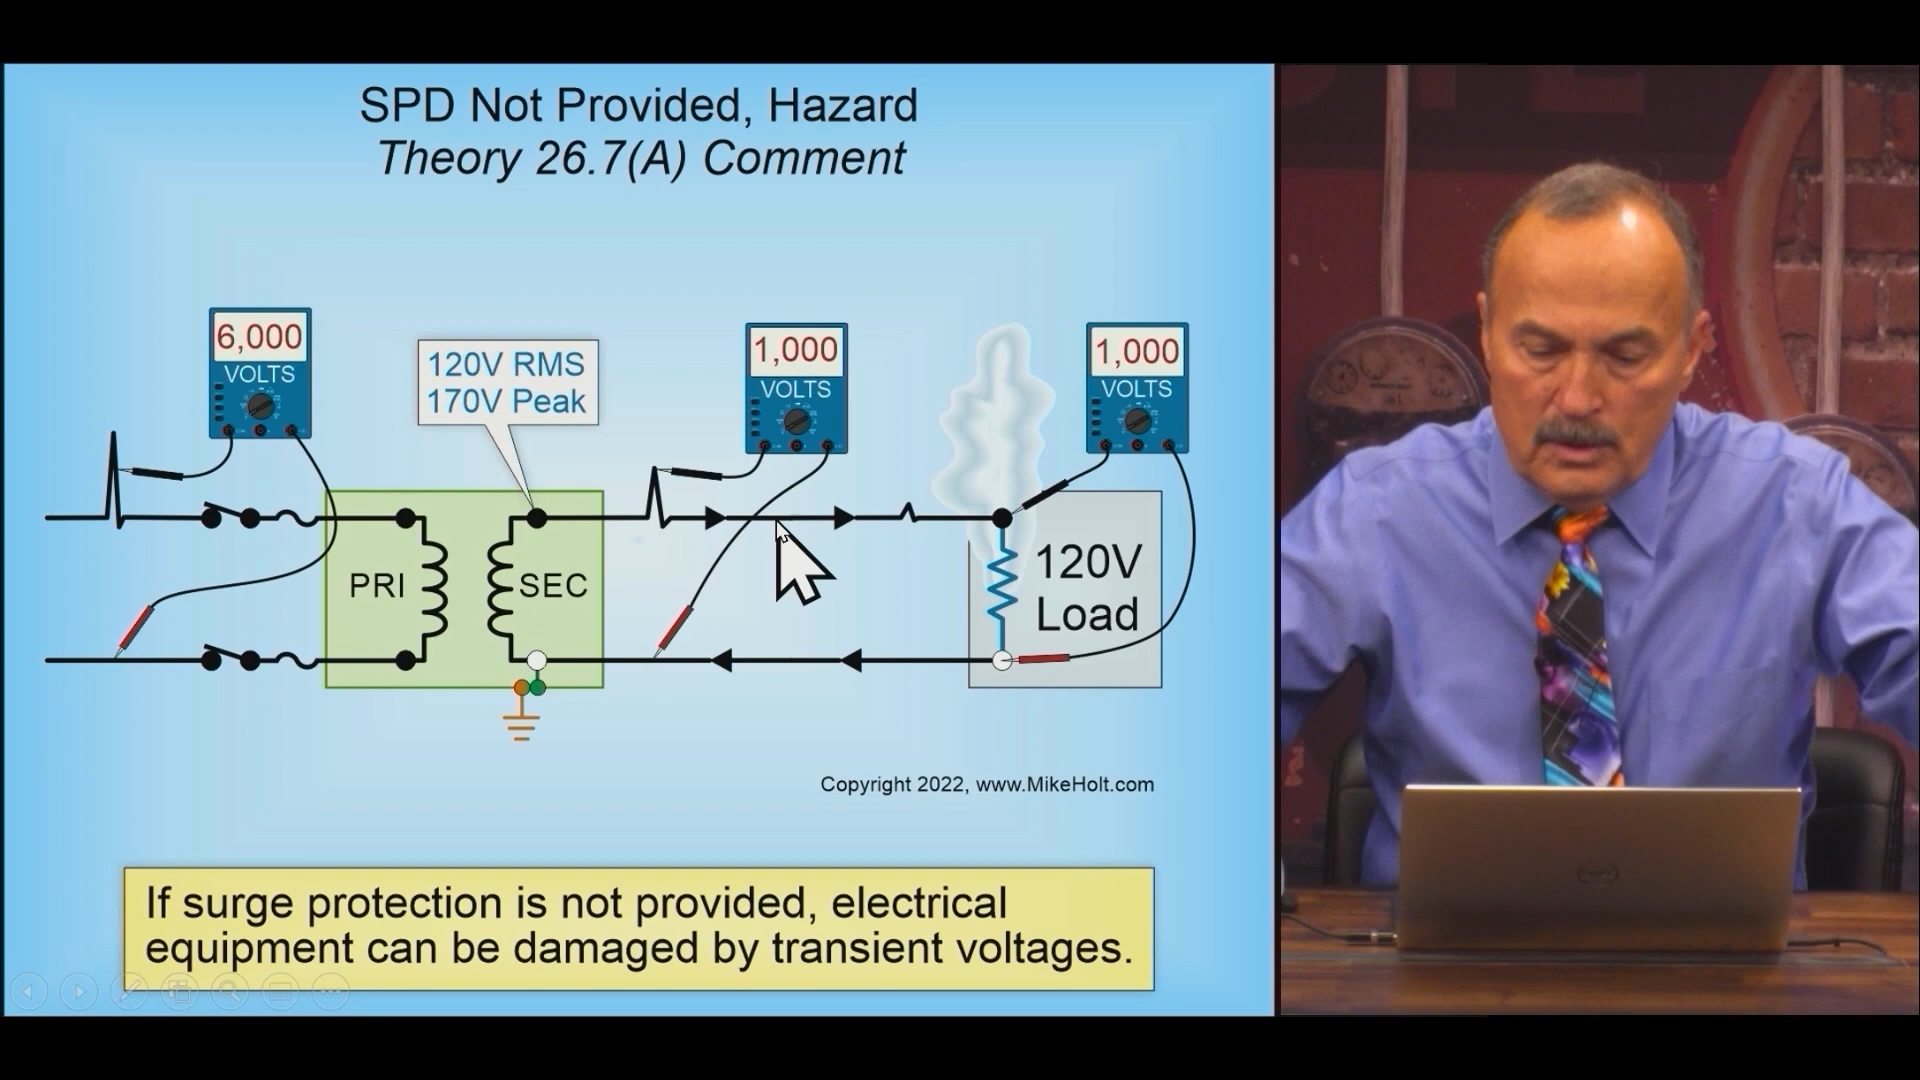 SPD Not Provided, Hazard
Theory 26.7(A) Comment
6,000
VOLTS
120V RMS
170V Peak
1,000
VOLTS
1,000
VOLTS
PRI
SEC
120V
Load
Copyright 2022, www.MikeHolt.com
If surge protection is not provided, electrical
equipment can be damaged by transient voltages.